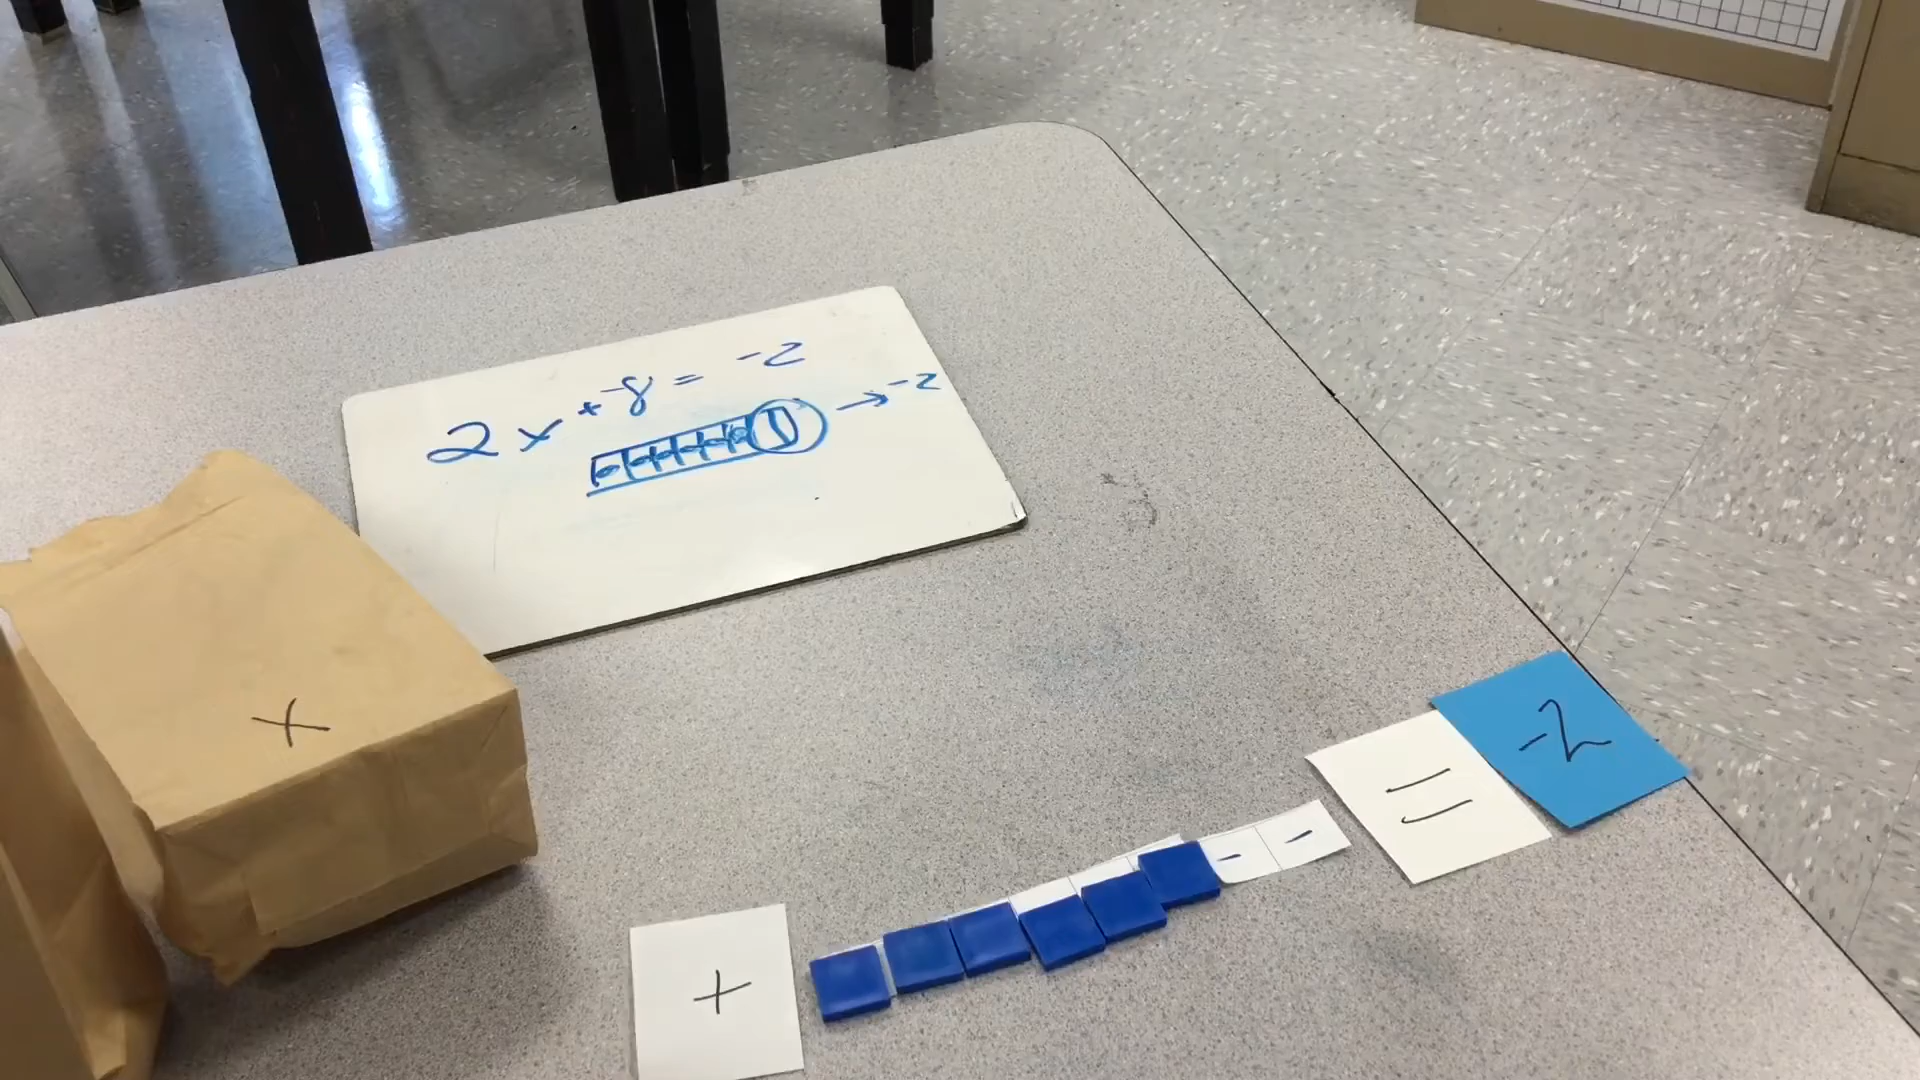 2x + -8 = -2
→ -2
x
+
- -
=
-2